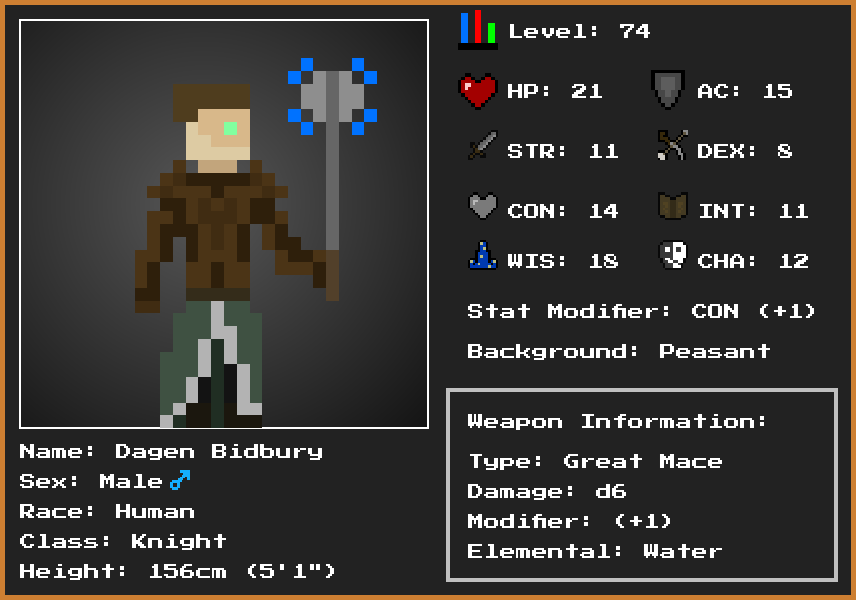 Level: 74
HP: 21
AC: 15
STR: 11
DEX: 8
CON: 14
INT: 11
WIS: 18
CHA: 12
Stat Modifier: CON (+1)
Background: Peasant
Weapon Information:
Type: Great Mace
Damage: d6
Modifier: (+1)
Elemental: Water
Name: Dagen Bidbury
Sex: Male♂
Race: Human
Class: Knight
Height: 156cm (5'1")